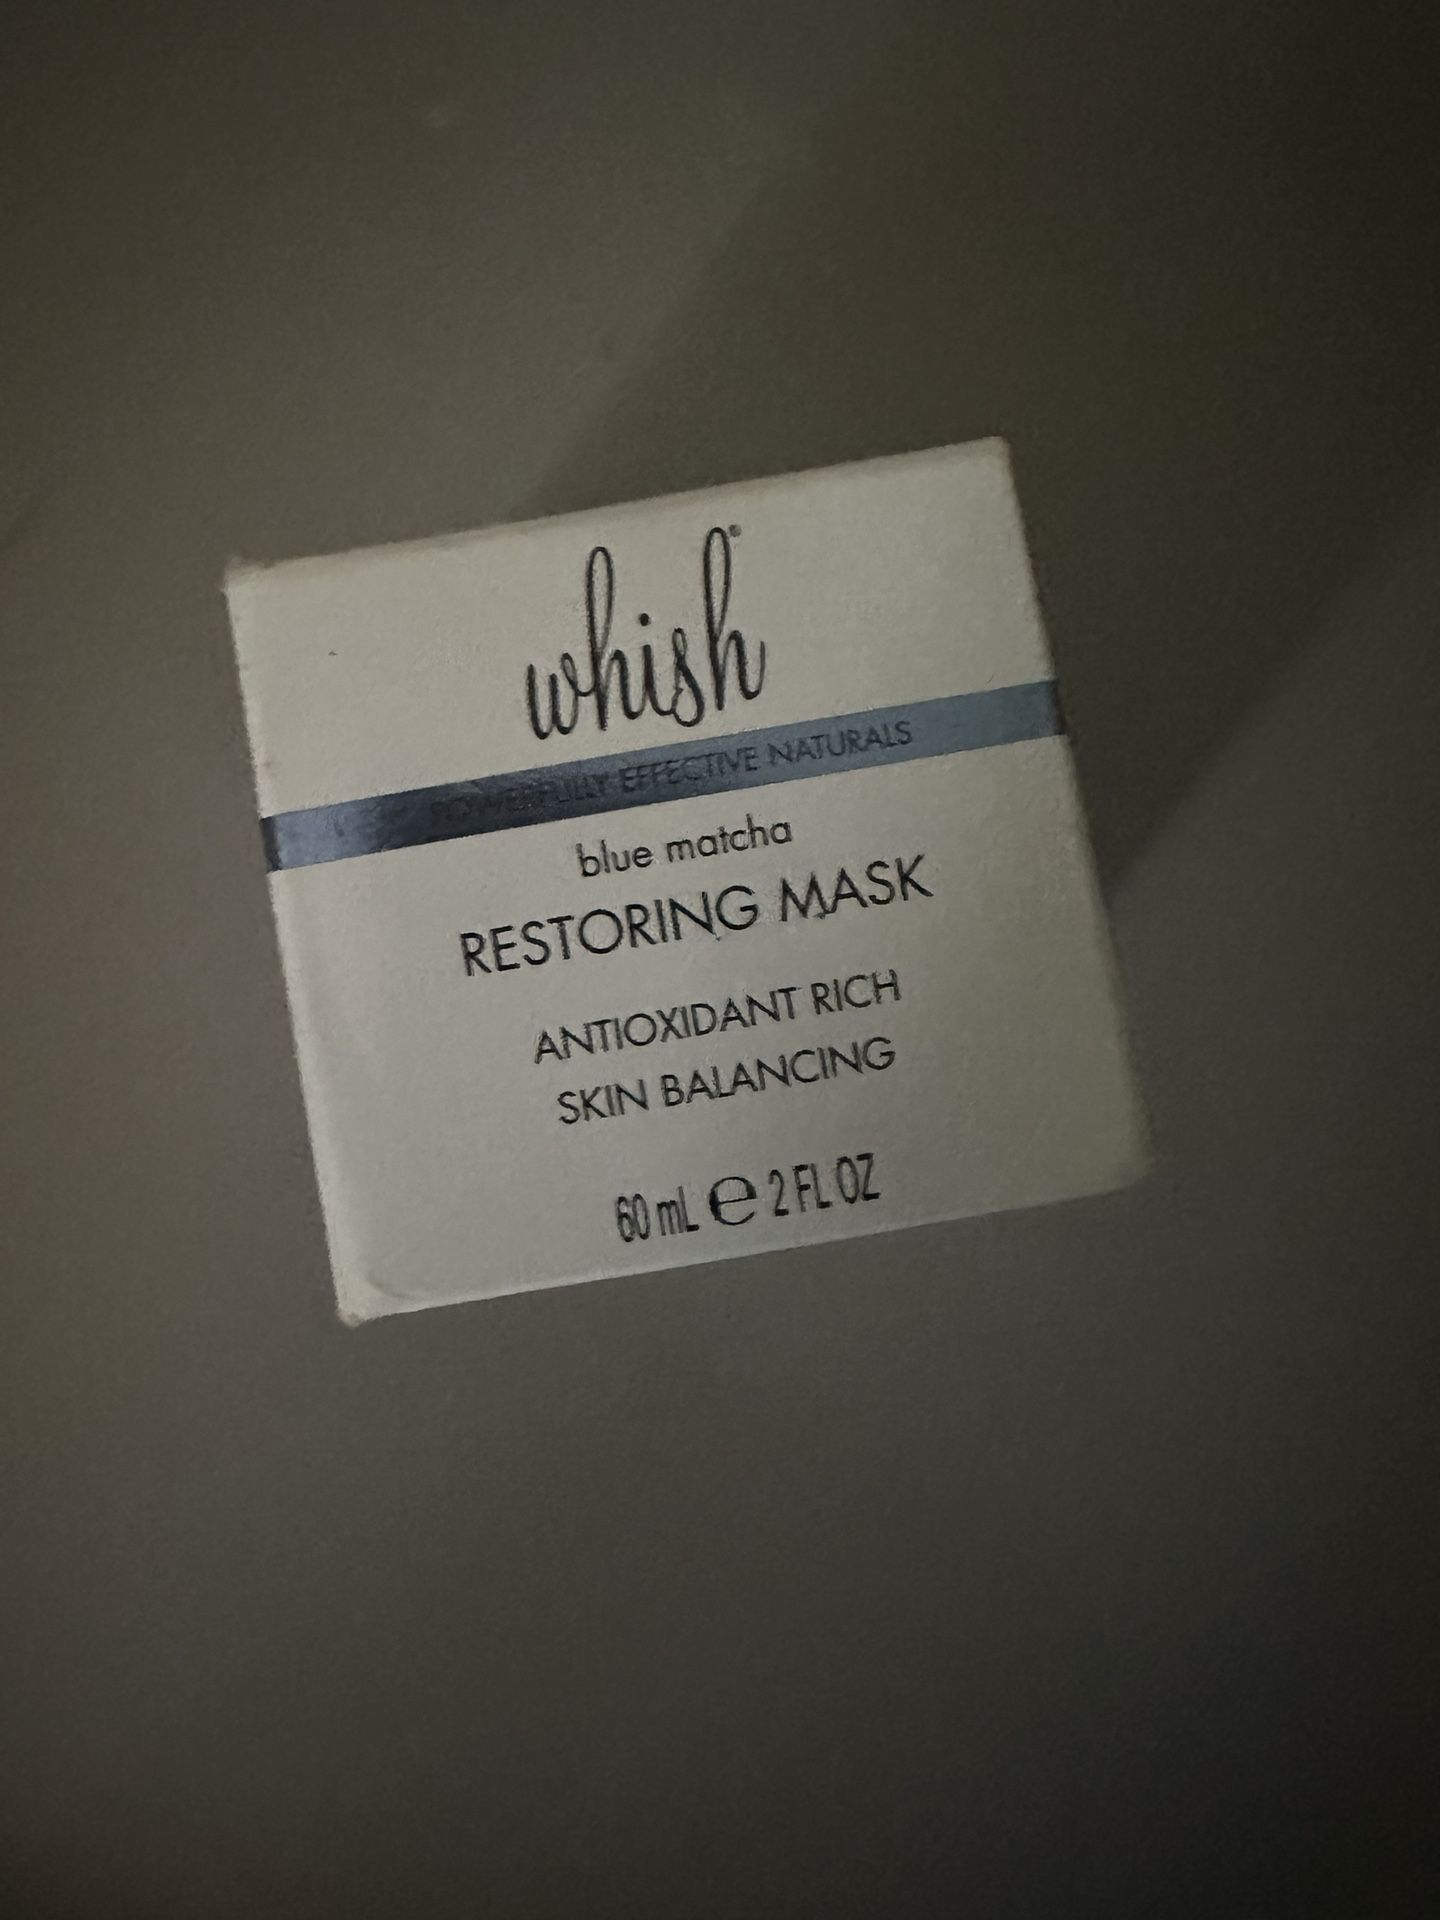 whish®
POWERFULLY EFFECTIVE NATURALS
blue matcha
RESTORING MASK
ANTIOXIDANT RICH
SKIN BALANCING
60 mL ℮ 2 FL OZ